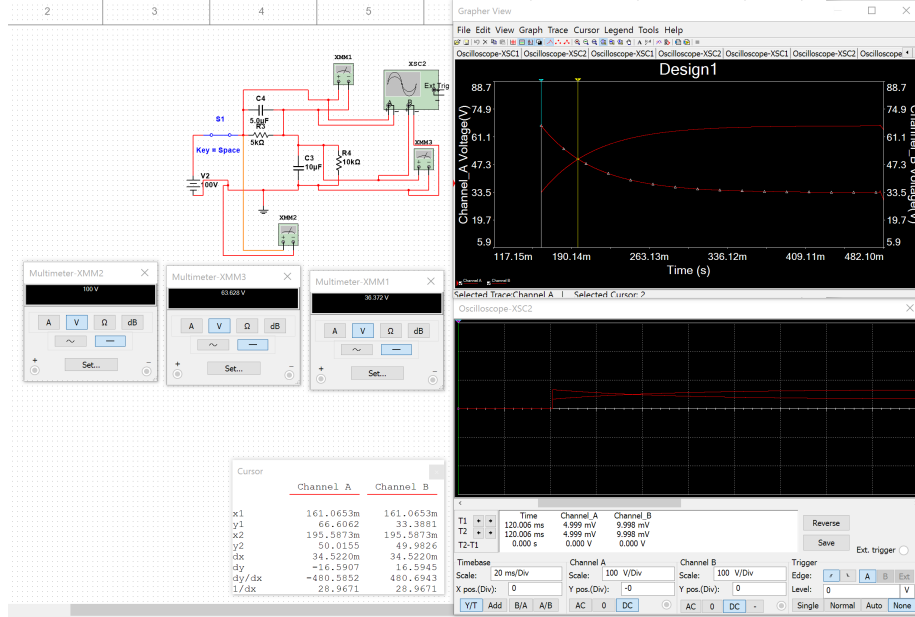 2 3 4 5
XMM1
XSC2
Ext Trig
C4
5.0uF
S1
R3
5kΩ
Key = Space
XMM3
C3
10µF
R4
10kΩ
V2
100V
XMM2
A B
Multimeter-XMM2
100 V
A V Ω dB
Set...
+ −
Multimeter-XMM3
63.628 V
A V Ω dB
Set...
+ −
Multimeter-XMM1
36.372 V
A V Ω dB
Set...
+ −
Cursor
Channel A Channel B
x1 161.0653m 161.0653m
y1 66.6062 33.3881
x2 195.5873m 195.5873m
y2 50.0155 49.9826
dx 34.5220m 34.5220m
dy -16.5907 16.5945
dy/dx -480.5852 480.6943
1/dx 28.9671 28.9671
Grapher View
File Edit View Graph Trace Cursor Legend Tools Help
Oscilloscope-XSC1 Oscilloscope-XSC2 Oscilloscope-XSC1 Oscilloscope-XSC2 Oscilloscope-XSC1 Oscilloscope-XSC2 Oscilloscope
Design1
Channel_A Voltage(V)
88.7 88.7
74.9 74.9
61.1 61.1
47.3 47.3
33.5 33.5
19.7 19.7
5.9 5.9
Channel_B Voltage(V)
117.15m 190.14m 263.13m 336.12m 409.11m 482.10m
Time (s)
Channel A Channel B
Selected Trace:Channel A | Selected Cursor: 2
Oscilloscope-XSC2
Time Channel_A Channel_B
T1 120.006 ms 4.999 mV 9.998 mV
T2 120.006 ms 4.999 mV 9.998 mV
T2-T1 0.000 s 0.000 V 0.000 V
Reverse
Save
Ext. trigger
Timebase
Scale: 20 ms/Div
X pos.(Div): 0
Y/T Add B/A A/B
Channel A
Scale: 100 V/Div
Y pos.(Div): -0
AC 0 DC
Channel B
Scale: 100 V/Div
Y pos.(Div): 0
AC 0 DC -
Trigger
Edge: A B Ext
Level: 0 V
Single Normal Auto None